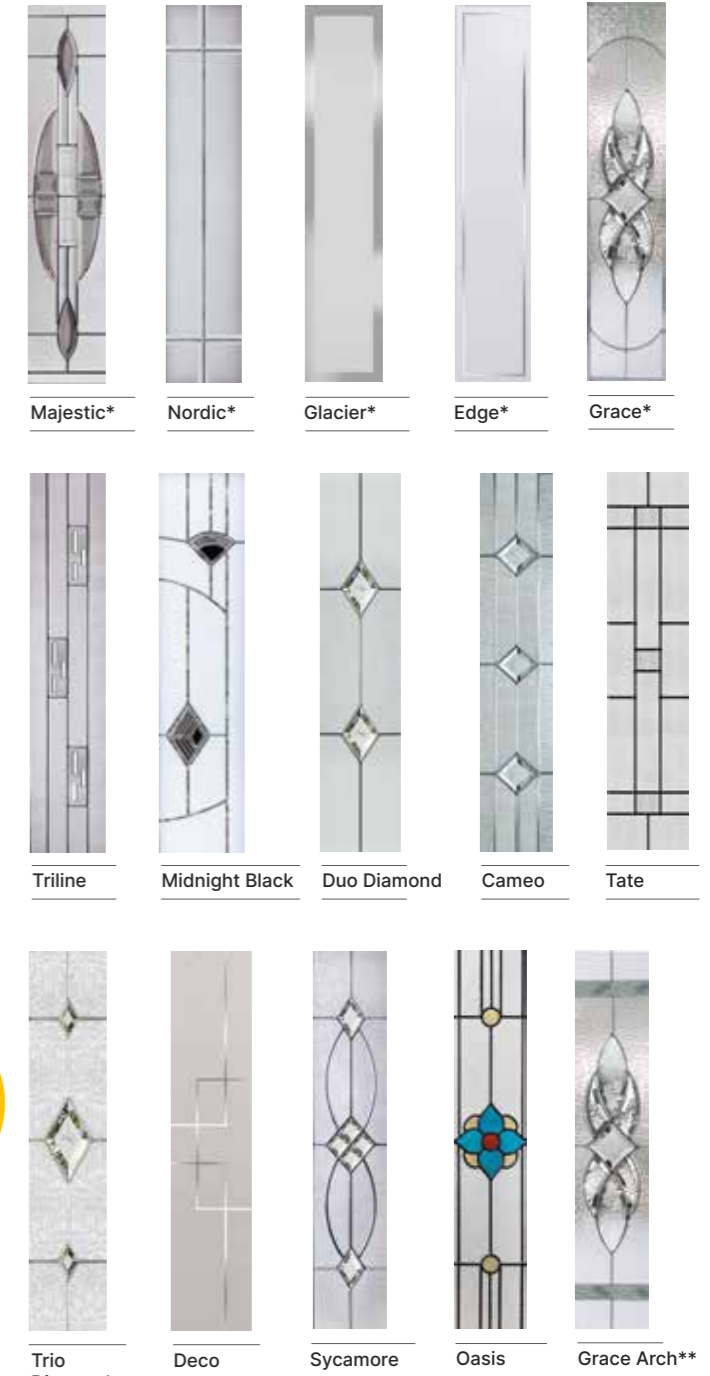 Majestic*
Nordic*
Glacier*
Edge*
Grace*
Triline
Midnight Black
Duo Diamond
Cameo
Tate
Trio
Deco
Sycamore
Oasis
Grace Arch**